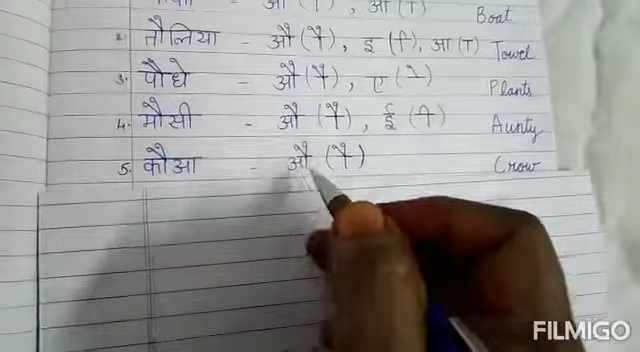 - औ (ौ), आ (ा) Boat
2. तौलिया - औ (ौ), इ (ि), आ (ा) Towel
3. पौधे - औ (ौ), ए (े) Plants
4. मौसी - औ (ौ), ई (ी) Aunty
5. कौआ - औ (ौ) Crow
FILMIGO